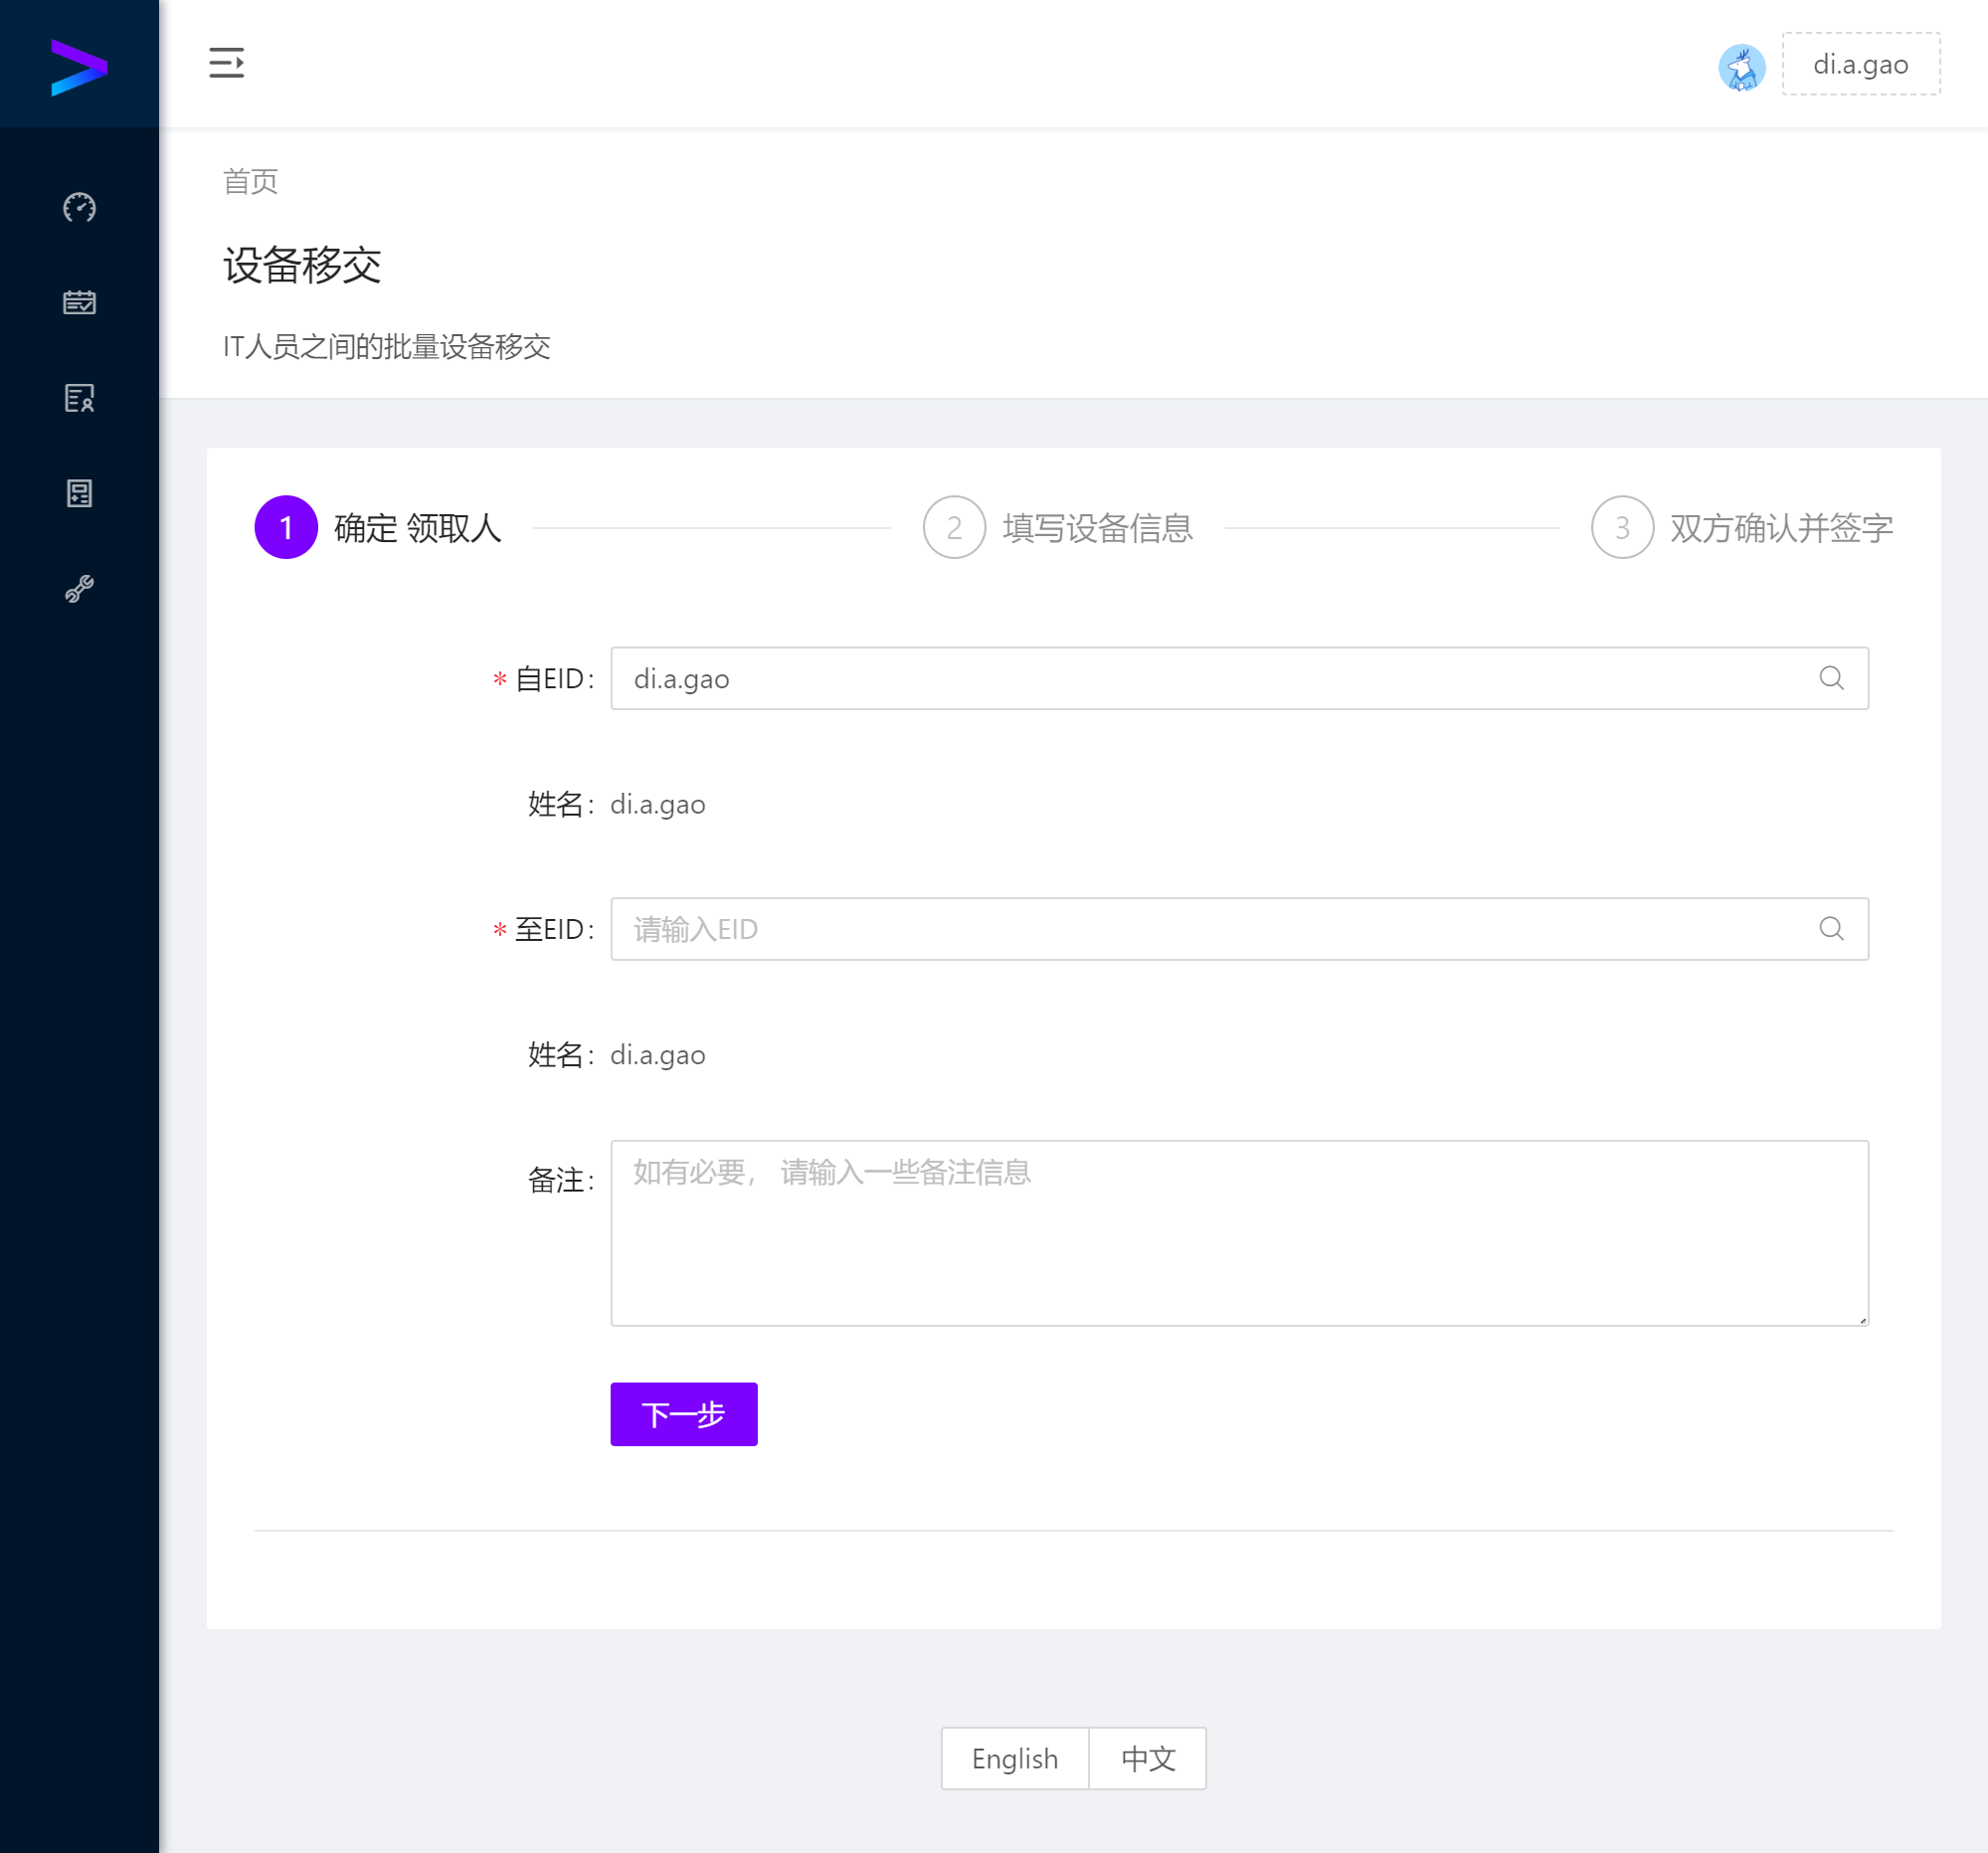 di.a.gao
首页
设备移交
IT人员之间的批量设备移交
1 确定 领取人
2 填写设备信息
3 双方确认并签字
* 自EID: di.a.gao
姓名: di.a.gao
* 至EID: 请输入EID
姓名: di.a.gao
备注: 如有必要， 请输入一些备注信息
下一步
English 中文